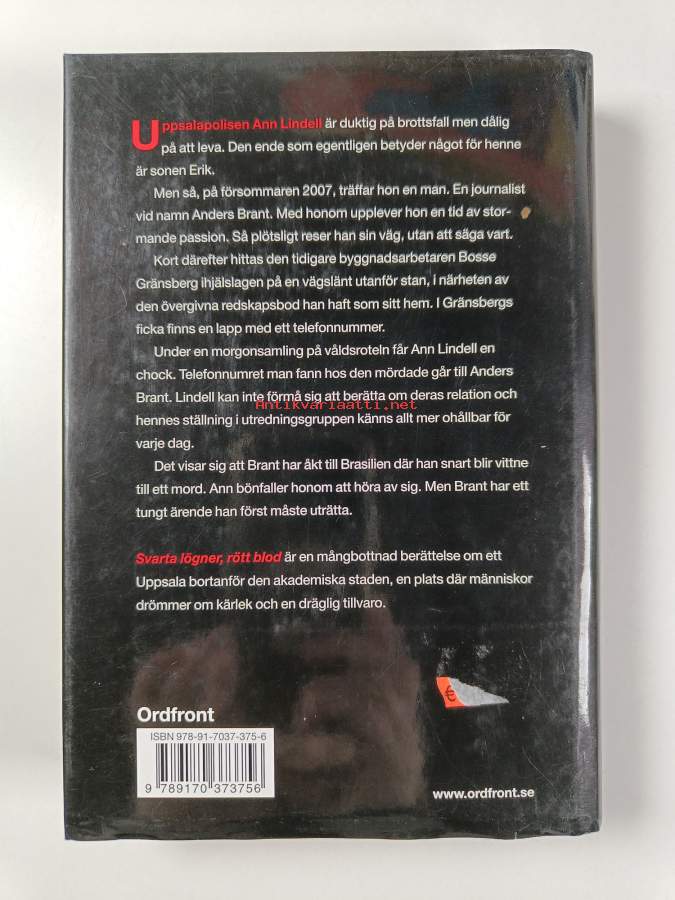 Uppsalapolisen Ann Lindell är duktig på brottsfall men dålig
på att leva. Den ende som egentligen betyder något för henne
är sonen Erik.
Men så, på försommaren 2007, träffar hon en man. En journalist
vid namn Anders Brant. Med honom upplever hon en tid av stor-
mande passion. Så plötsligt reser han sin väg, utan att säga vart.
Kort därefter hittas den tidigare byggnadsarbetaren Bosse
Gränsberg ihjälslagen på en vägslänt utanför stan, i närheten av
den övergivna redskapsbod han haft som sitt hem. I Gränsbergs
ficka finns en lapp med ett telefonnummer.
Under en morgonsamling på våldsroteln får Ann Lindell en
chock. Telefonnumret man fann hos den mördade går till Anders
Brant. Lindell kan inte förmå sig att berätta om deras relation och
Antikvariaatti.net
hennes ställning i utredningsgruppen känns allt mer ohållbar för
varje dag.
Det visar sig att Brant har åkt till Brasilien där han snart blir vittne
till ett mord. Ann bönfaller honom att höra av sig. Men Brant har ett
tungt ärende han först måste uträtta.
Svarta lögner, rött blod är en mångbottnad berättelse om ett
Uppsala bortanför den akademiska staden, en plats där människor
drömmer om kärlek och en dräglig tillvaro.
€
Ordfront
ISBN 978-91-7037-375-6
9 789170 373756
www.ordfront.se